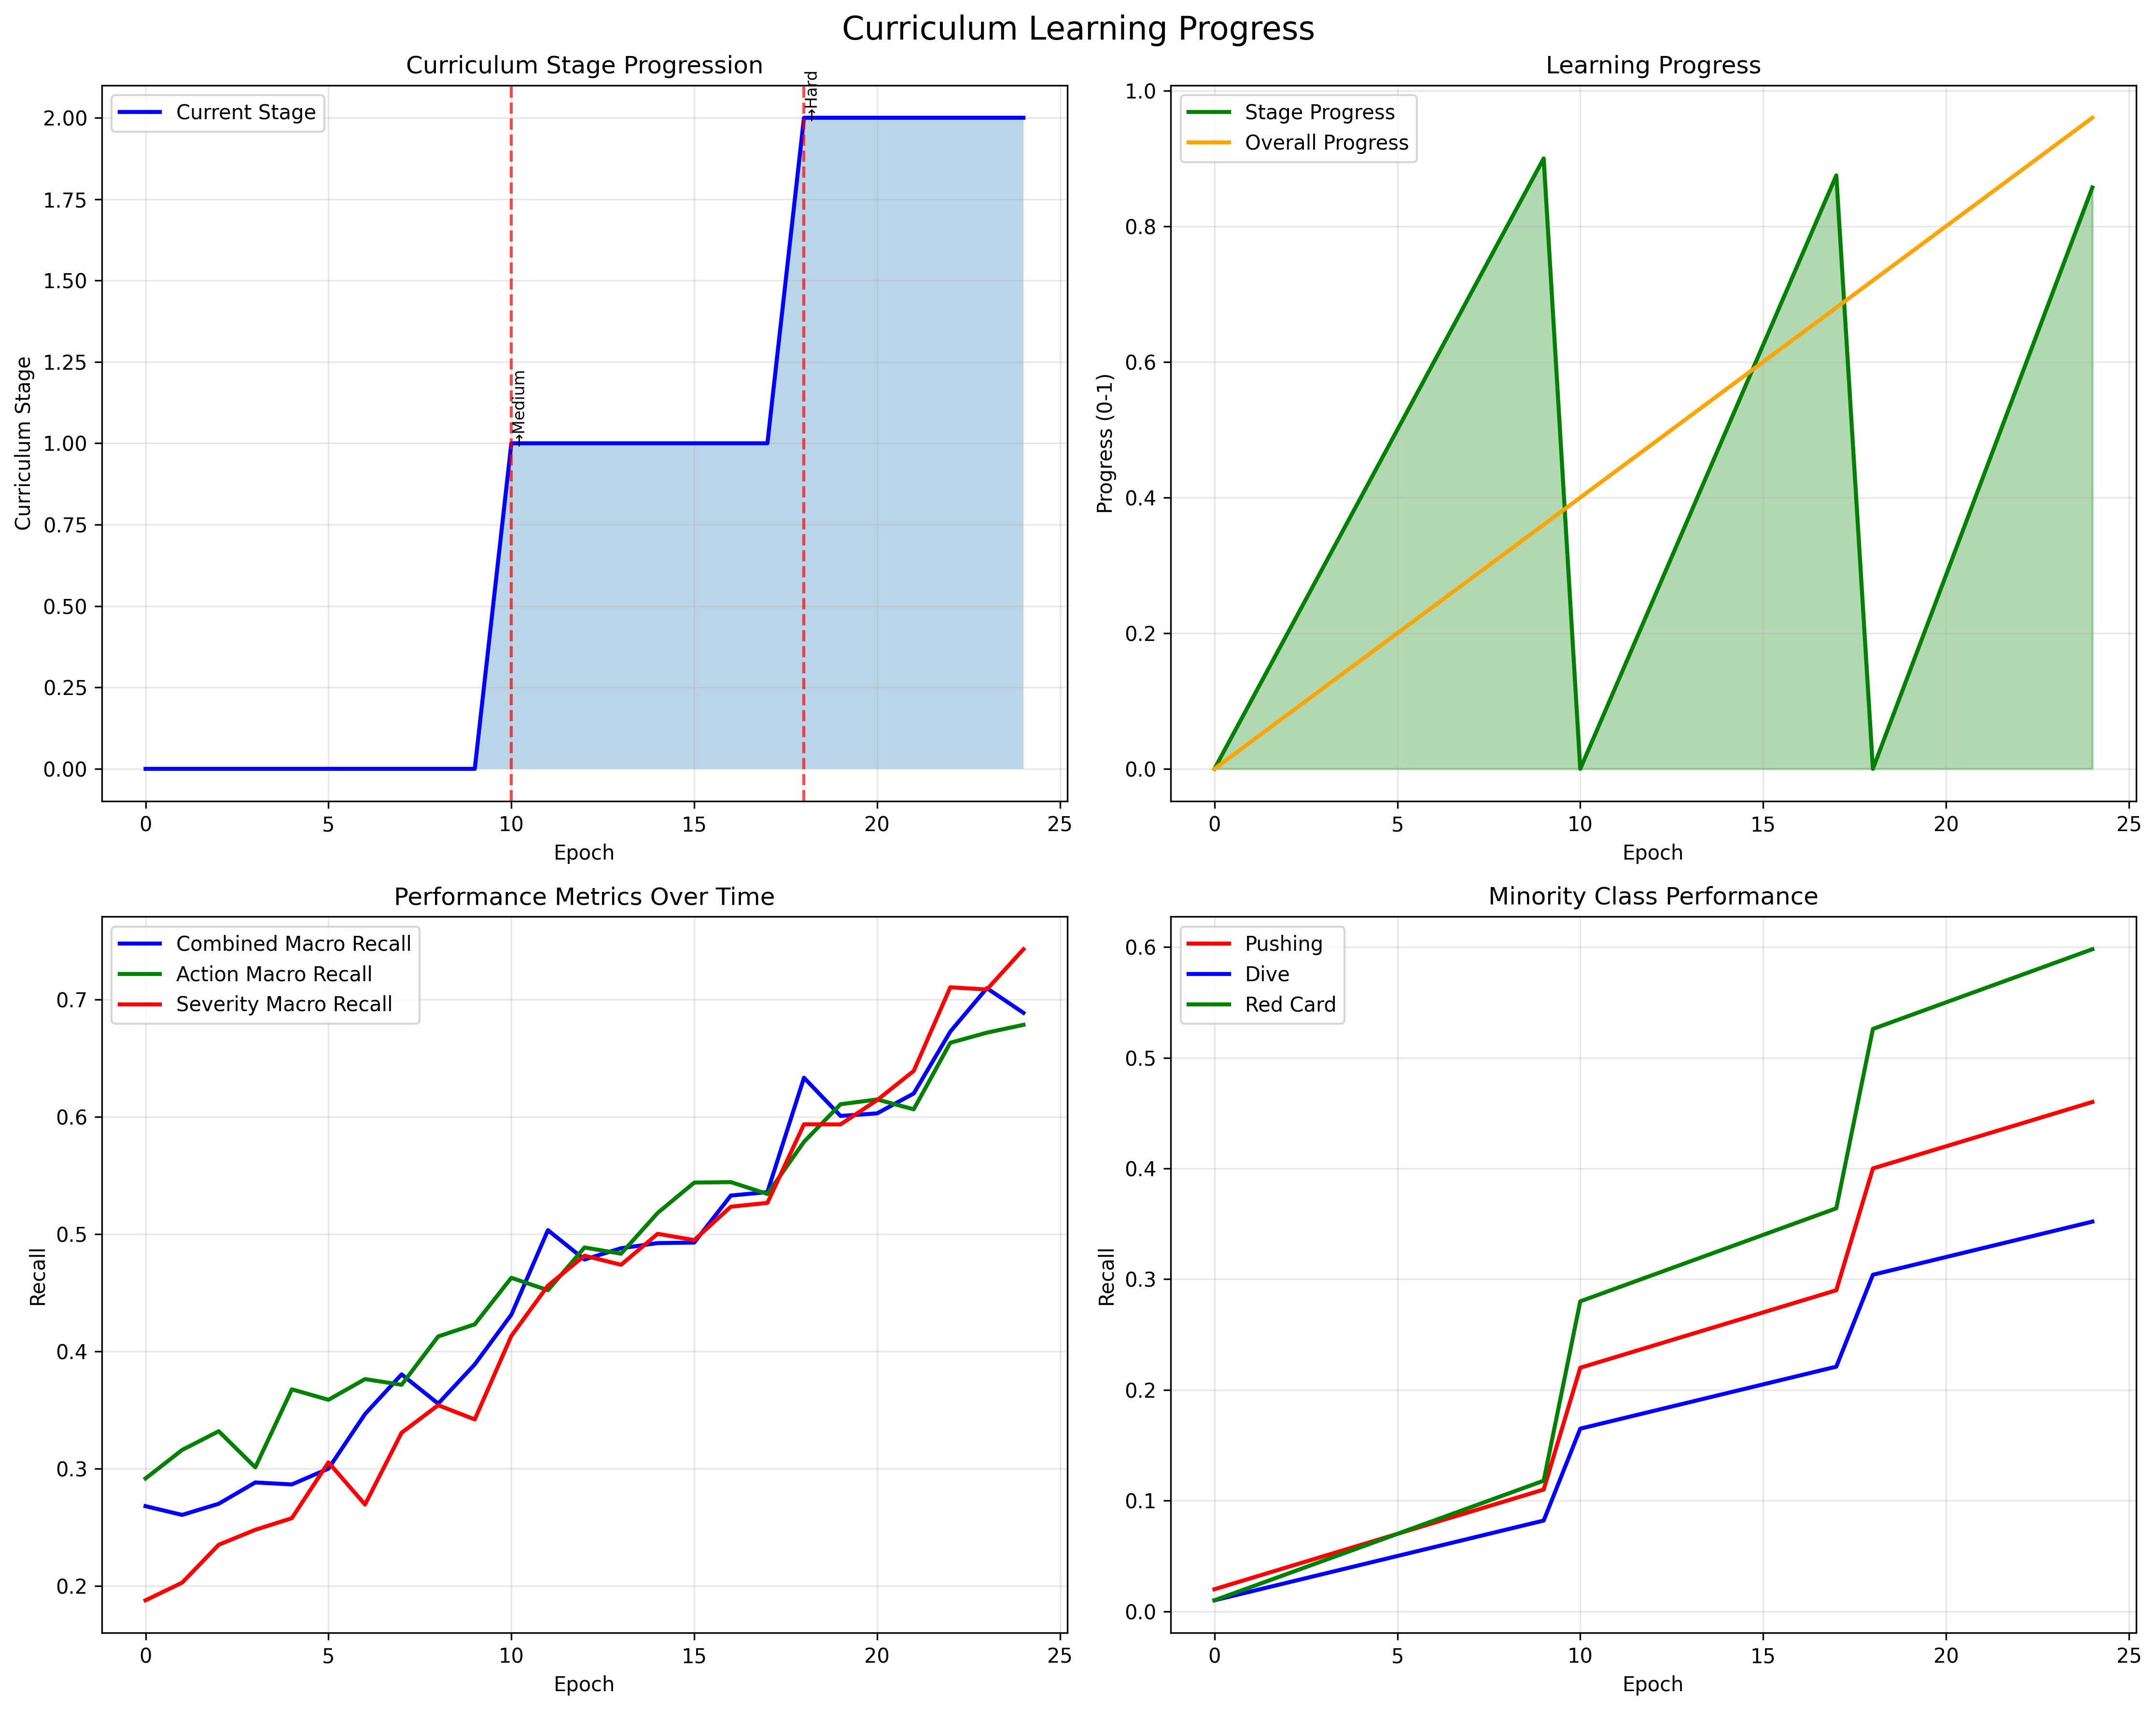 Curriculum Learning Progress
Curriculum Stage Progression
Current Stage
→Medium
→Hard
Curriculum Stage
2.00
1.75
1.50
1.25
1.00
0.75
0.50
0.25
0.00
0 5 10 15 20 25
Epoch
Learning Progress
Stage Progress
Overall Progress
Progress (0-1)
1.0
0.8
0.6
0.4
0.2
0.0
0 5 10 15 20 25
Epoch
Performance Metrics Over Time
Combined Macro Recall
Action Macro Recall
Severity Macro Recall
Recall
0.7
0.6
0.5
0.4
0.3
0.2
0 5 10 15 20 25
Epoch
Minority Class Performance
Pushing
Dive
Red Card
Recall
0.6
0.5
0.4
0.3
0.2
0.1
0.0
0 5 10 15 20 25
Epoch